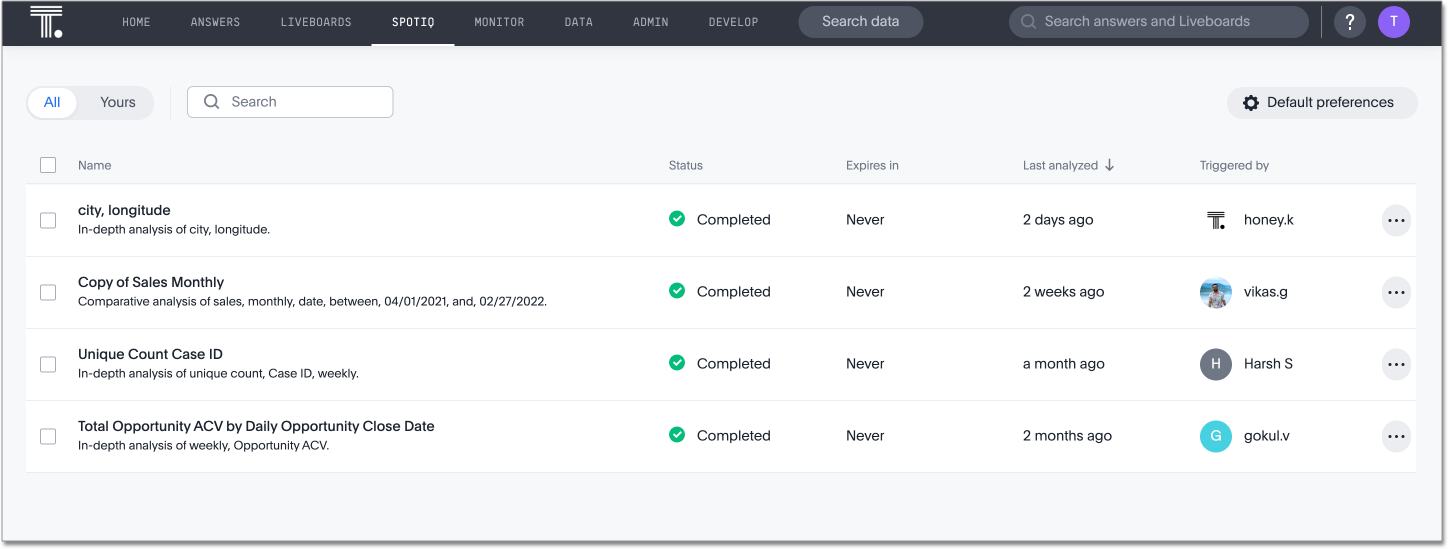 T. HOME ANSWERS LIVEBOARDS SPOTIQ MONITOR DATA ADMIN DEVELOP Search data Search answers and Liveboards ? T
All Yours Search Default preferences
Name Status Expires in Last analyzed ↓ Triggered by
city, longitude
In-depth analysis of city, longitude.
Completed Never 2 days ago T. honey.k
Copy of Sales Monthly
Comparative analysis of sales, monthly, date, between, 04/01/2021, and, 02/27/2022.
Completed Never 2 weeks ago vikas.g
Unique Count Case ID
In-depth analysis of unique count, Case ID, weekly.
Completed Never a month ago H Harsh S
Total Opportunity ACV by Daily Opportunity Close Date
In-depth analysis of weekly, Opportunity ACV.
Completed Never 2 months ago G gokul.v